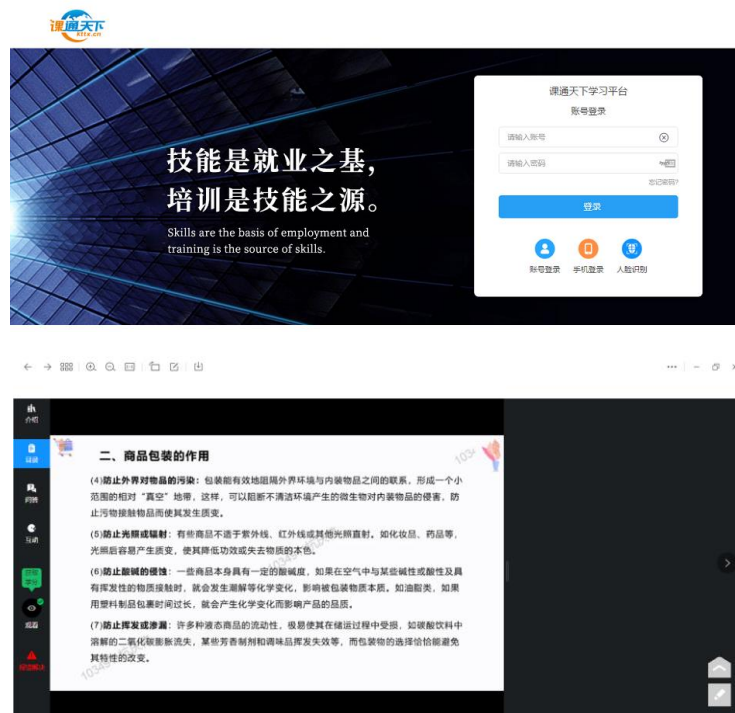 课通天下
kttx.cn
课通天下学习平台
账号登录
请输入账号
请输入密码
忘记密码?
登录
账号登录 手机登录 人脸识别
技能是就业之基，
培训是技能之源。
Skills are the basis of employment and
training is the source of skills.
介绍
目录
问答
互动
观看
二、商品包装的作用
(4)防止外界对物品的污染：包装能有效地阻隔外界环境与内装物品之间的联系，形成一个小
范围的相对“真空”地带，这样，可以阻断不清洁环境产生的微生物对内装物品的侵害，防
止污物接触物品而使其发生质变。
(5)防止光照或辐射：有些商品不适于紫外线、红外线或其他光照直射。如化妆品、药品等，
光照后容易产生质变，使其降低功效或失去物质的本色。
(6)防止酸碱的侵蚀：一些商品本身具有一定的酸碱度，如果在空气中与某些碱性或酸性及具
有挥发性的物质接触时，就会发生潮解等化学变化，影响被包装物质本质。如油脂类，如果
用塑料制品包裹时间过长，就会产生化学变化而影响产品的品质。
(7)防止挥发或渗漏：许多种液态商品的流动性，极易使其在储运过程中受损，如碳酸饮料中
溶解的二氧化碳膨胀流失，某些芳香制剂和调味品挥发失效等，而包装物的选择恰恰能避免
其特性的改变。